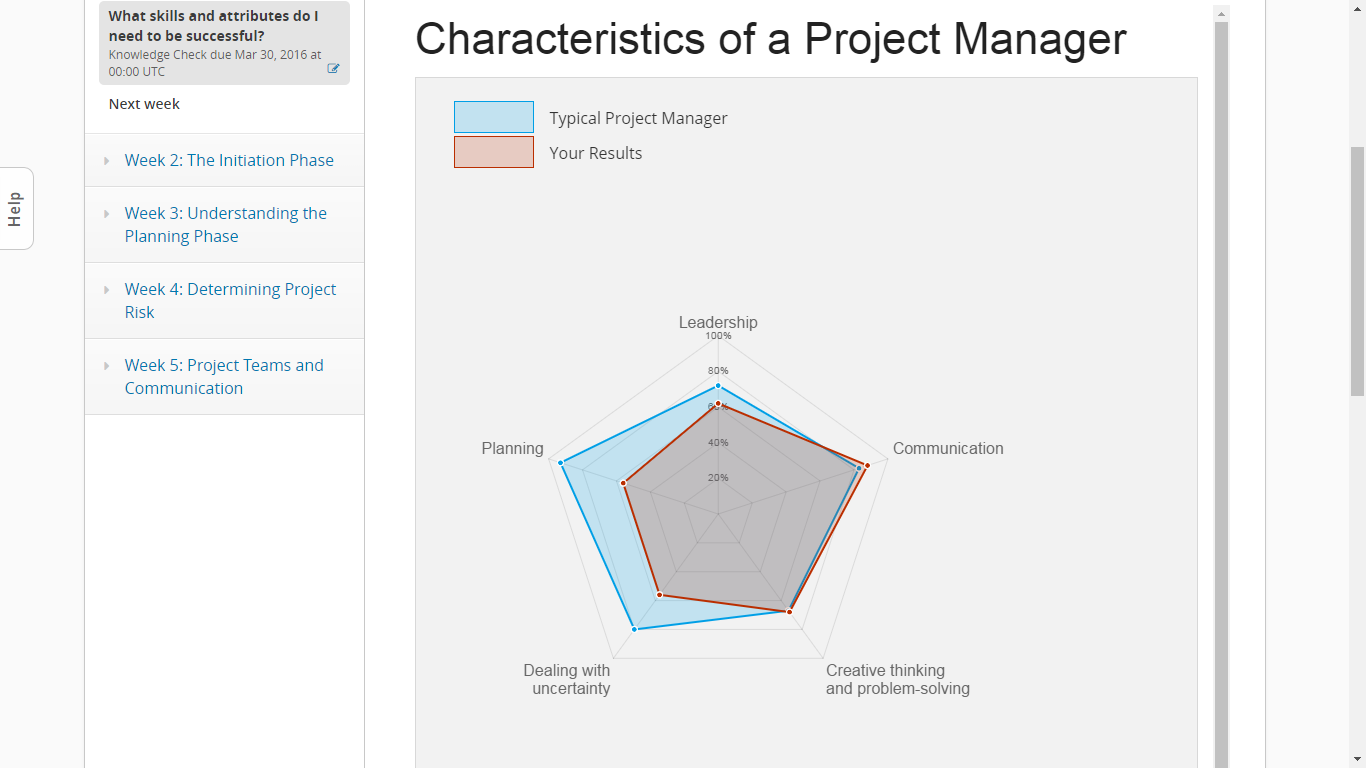 What skills and attributes do I
need to be successful?
Knowledge Check due Mar 30, 2016 at
00:00 UTC
Next week
Week 2: The Initiation Phase
Week 3: Understanding the
Planning Phase
Week 4: Determining Project
Risk
Week 5: Project Teams and
Communication
Help
Characteristics of a Project Manager
Typical Project Manager
Your Results
Leadership
100%
80%
60%
40%
20%
Planning
Communication
Dealing with
uncertainty
Creative thinking
and problem-solving